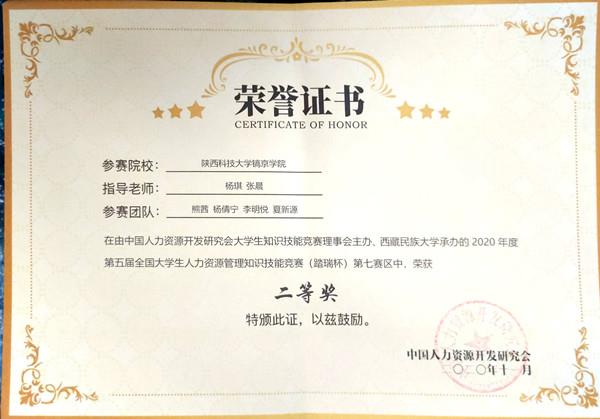 荣誉证书
CERTIFICATE OF HONOR
参赛院校：陕西科技大学镐京学院
指导老师：杨琪 张晨
参赛团队：熊茜 杨倩宁 李明悦 夏新源
在由中国人力资源开发研究会大学生知识技能竞赛理事会主办、西藏民族大学承办的 2020 年度
第五届全国大学生人力资源管理知识技能竞赛（踏瑞杯）第七赛区中，荣获
二等奖
特颁此证，以兹鼓励。
中国人力资源开发研究会
二〇二〇年十一月